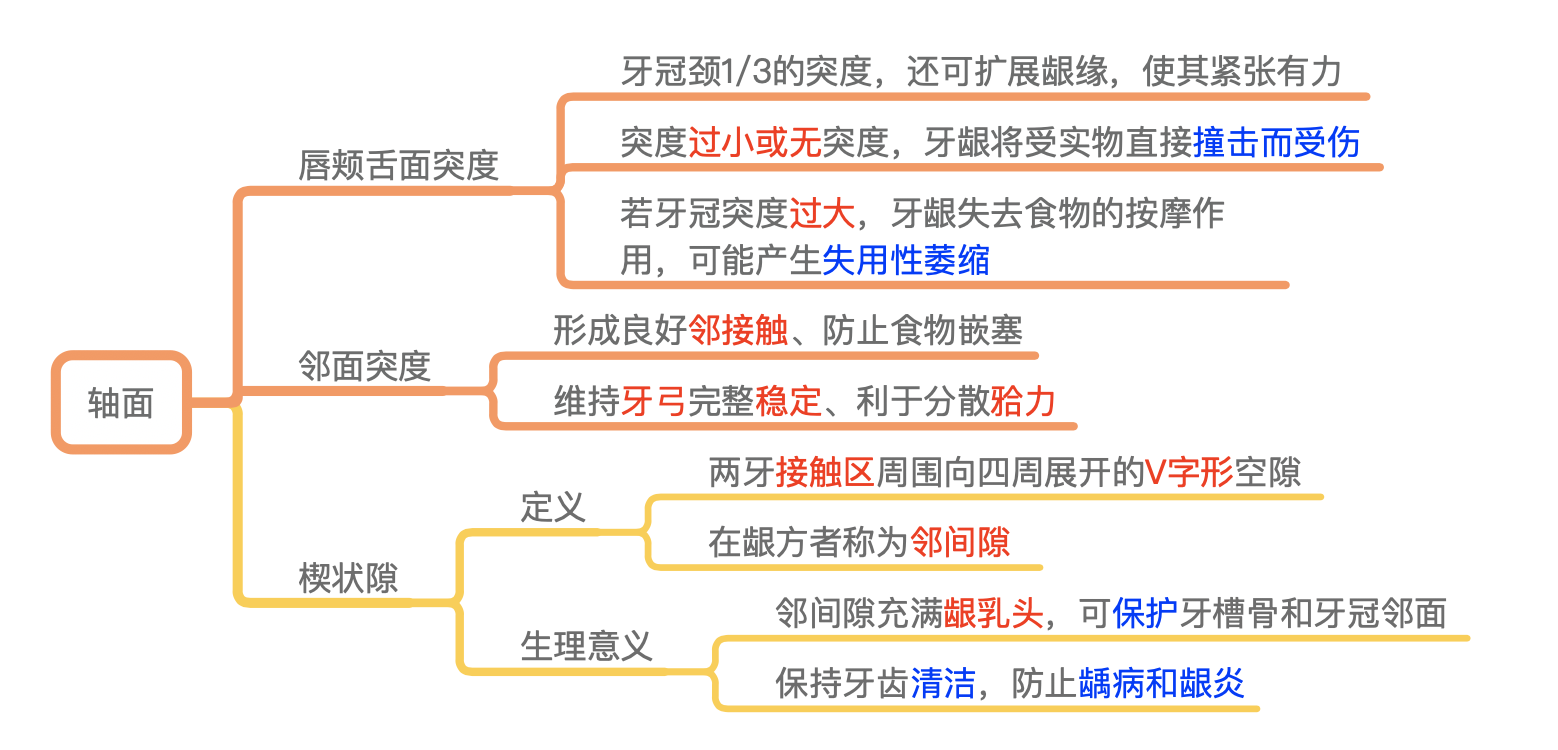 牙冠颈1/3的突度，还可扩展龈缘，使其紧张有力
突度过小或无突度，牙龈将受实物直接撞击而受伤
唇颊舌面突度
若牙冠突度过大，牙龈失去食物的按摩作
用，可能产生失用性萎缩
形成良好邻接触、防止食物嵌塞
邻面突度
维持牙弓完整稳定、利于分散𬌗力
轴面
两牙接触区周围向四周展开的V字形空隙
定义
在龈方者称为邻间隙
楔状隙
邻间隙充满龈乳头，可保护牙槽骨和牙冠邻面
生理意义
保持牙齿清洁，防止龋病和龈炎